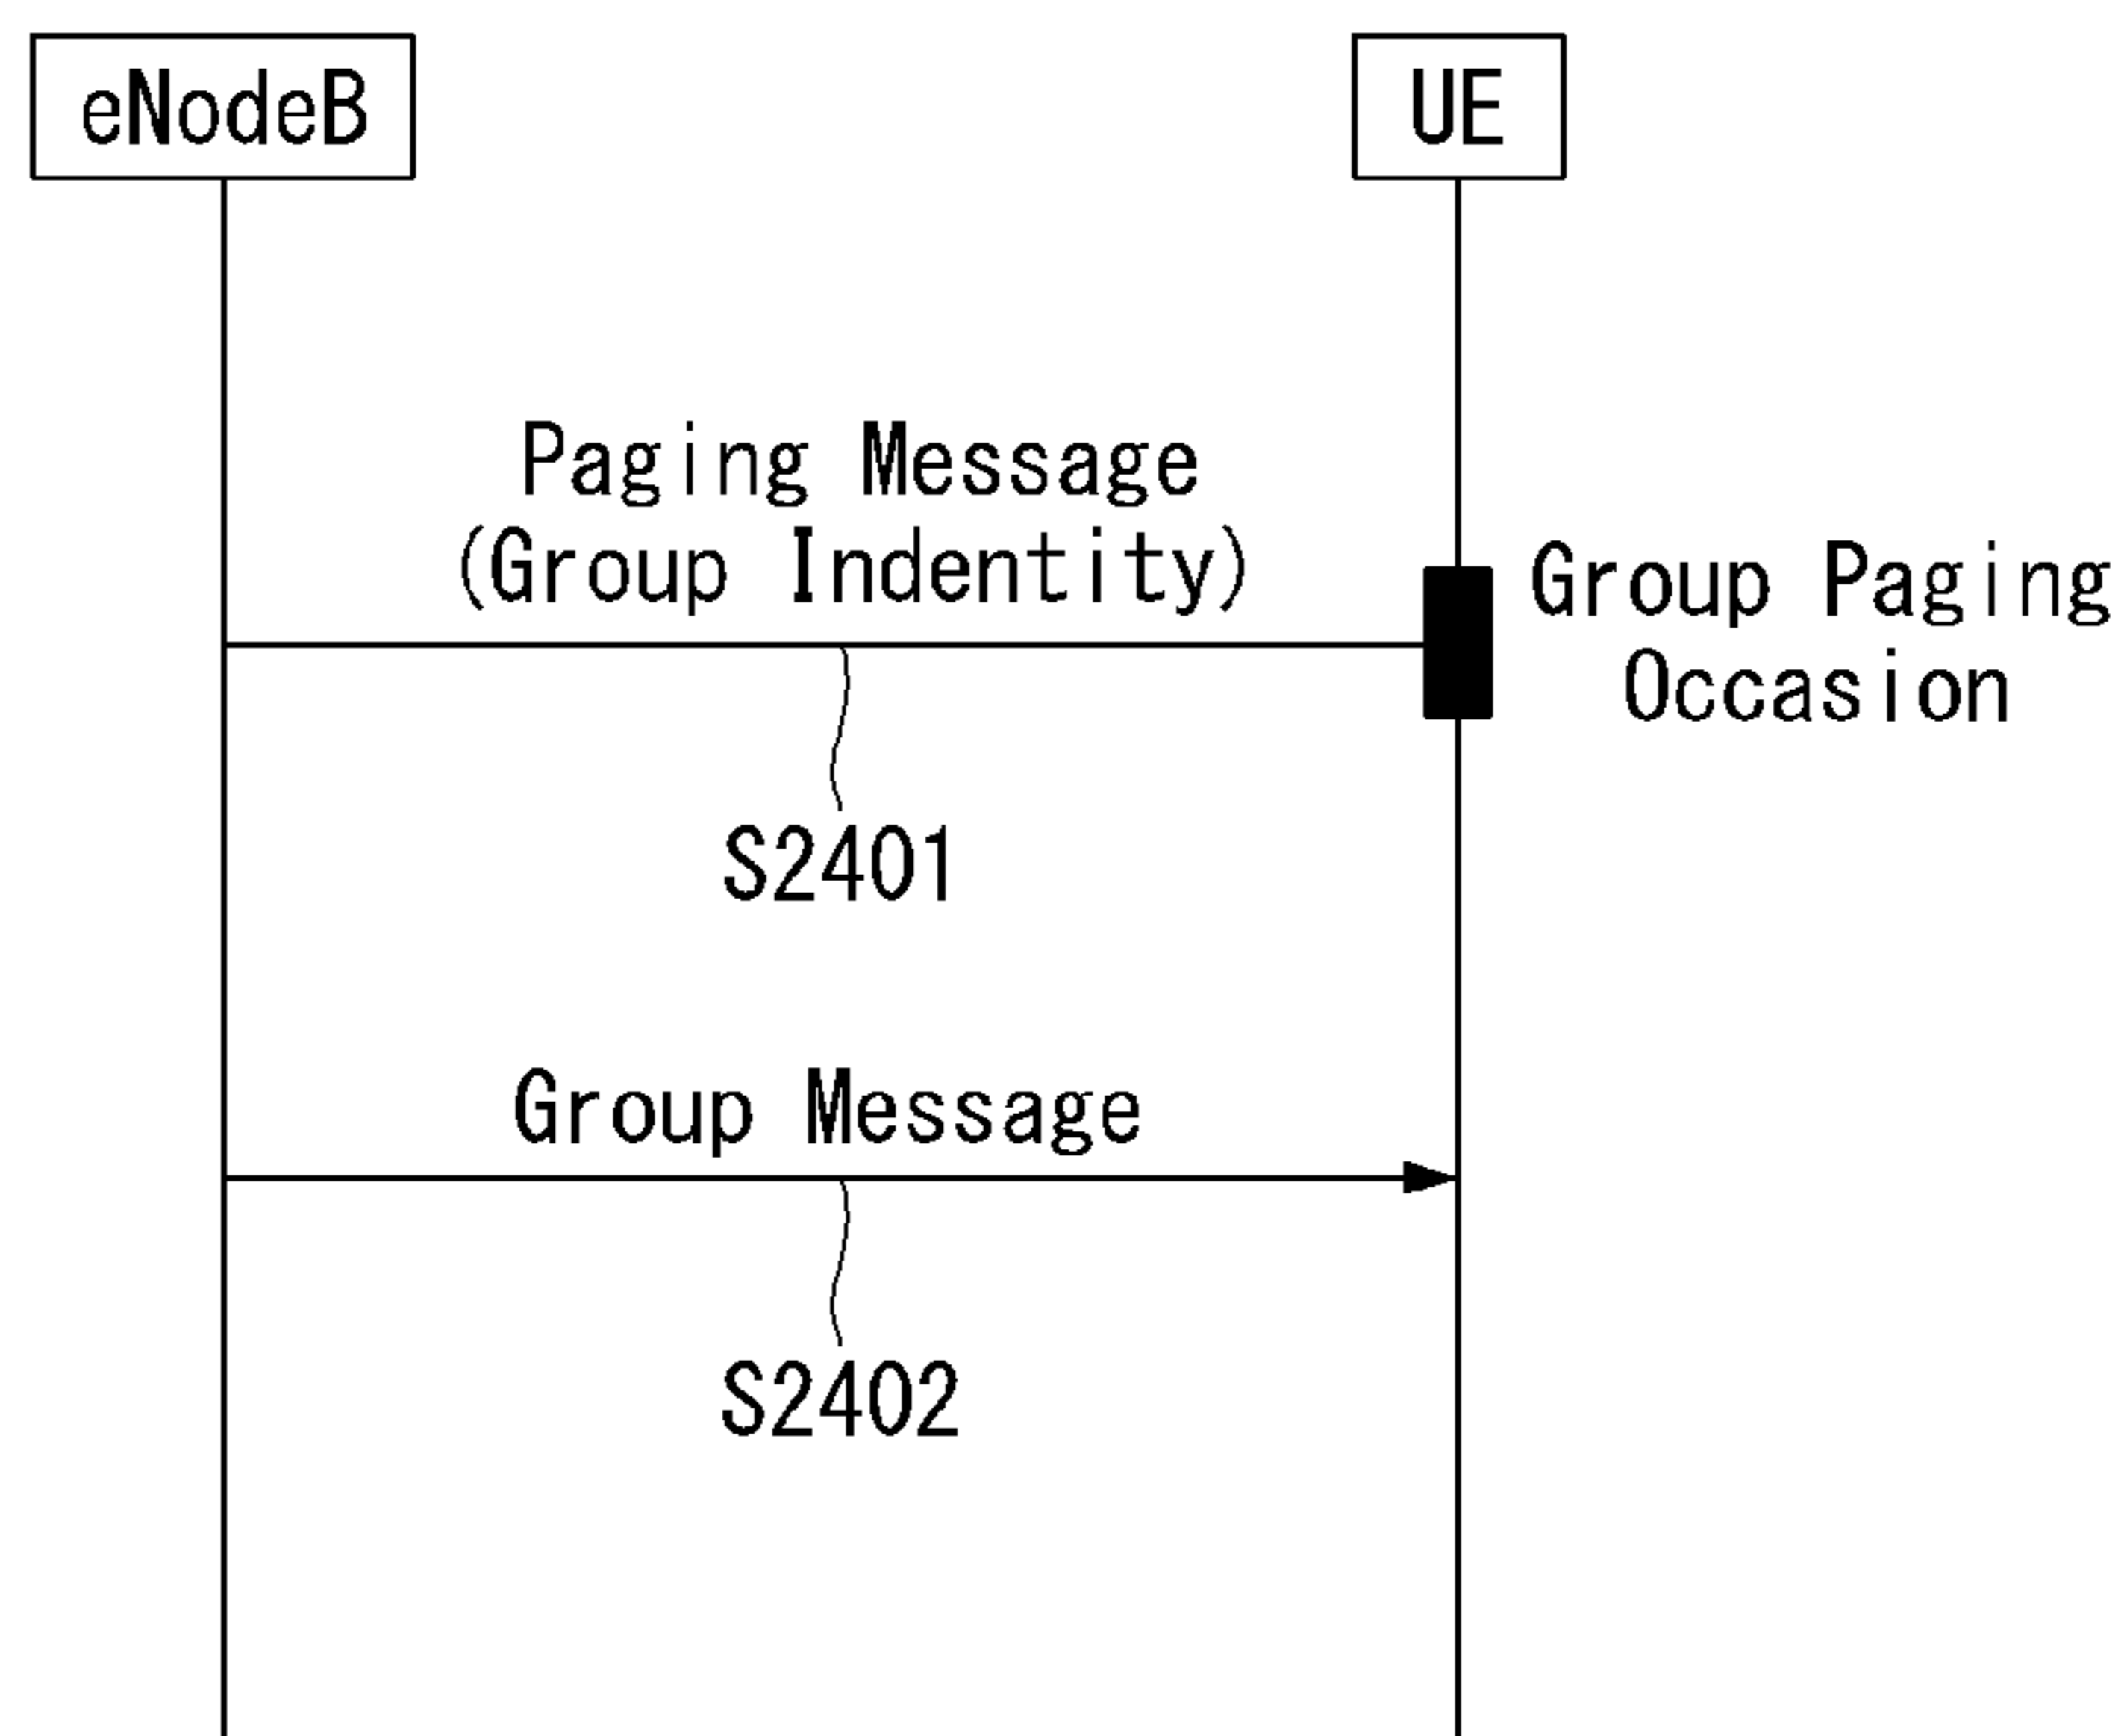 eNodeB
UE
Paging Message
(Group Indentity)
Group Paging
Occasion
S2401
Group Message
S2402